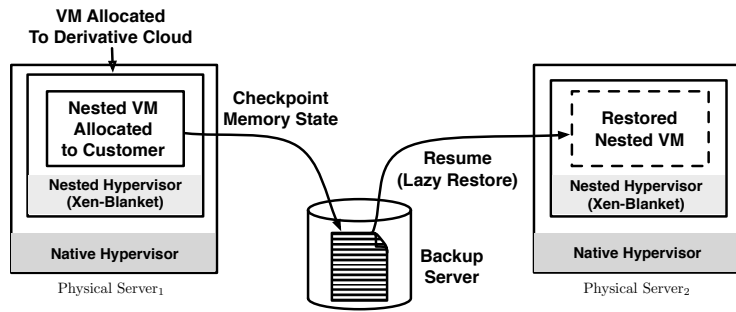 VM Allocated
To Derivative Cloud
Nested VM
Allocated
to Customer
Nested Hypervisor
(Xen-Blanket)
Native Hypervisor
Physical Server₁
Checkpoint
Memory State
Resume
(Lazy Restore)
Backup
Server
Restored
Nested VM
Nested Hypervisor
(Xen-Blanket)
Native Hypervisor
Physical Server₂